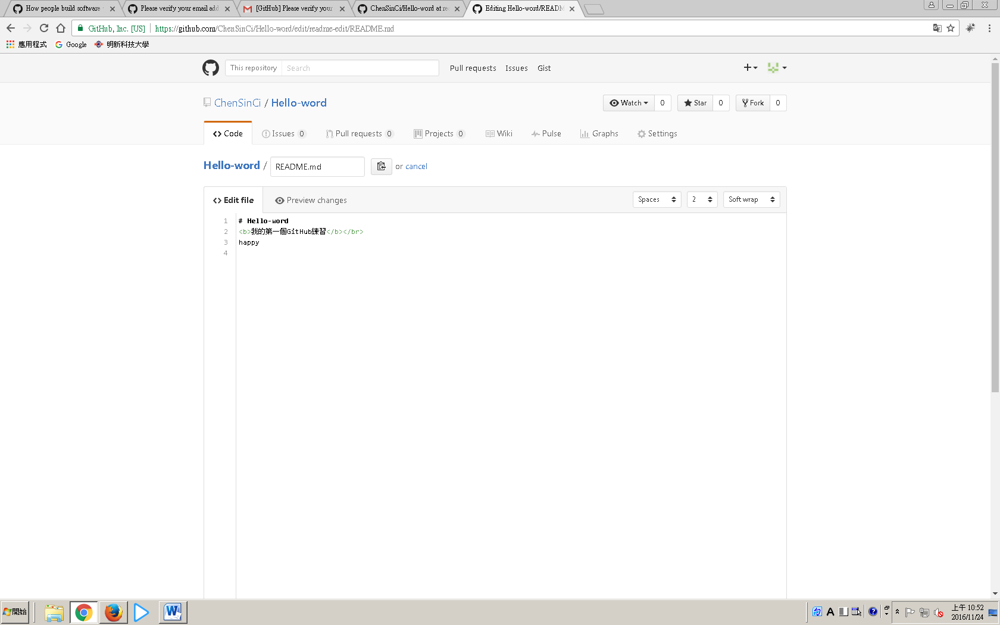 How people build software
Please verify your email add
[GitHub] Please verify your
ChenSinCi/Hello-word at re
Editing Hello-word/READM
GitHub, Inc. [US] https://github.com/ChenSinCi/Hello-word/edit/readme-edit/README.md
應用程式 Google 明新科技大學
This repository Search Pull requests Issues Gist
ChenSinCi / Hello-word Watch 0 Star 0 Fork 0
Code Issues 0 Pull requests 0 Projects 0 Wiki Pulse Graphs Settings
Hello-word / README.md or cancel
Edit file Preview changes Spaces 2 Soft wrap
1 # Hello-word
2 <b>我的第一個GitHub練習</b></br>
3 happy
4
開始
上午 10:52
2016/11/24